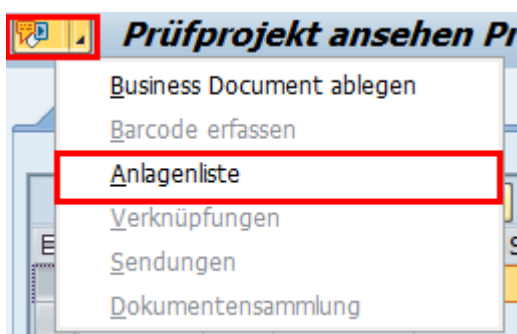 Prüfprojekt ansehen Pr
Business Document ablegen
Barcode erfassen
Anlagenliste
Verknüpfungen
Sendungen
Dokumentensammlung